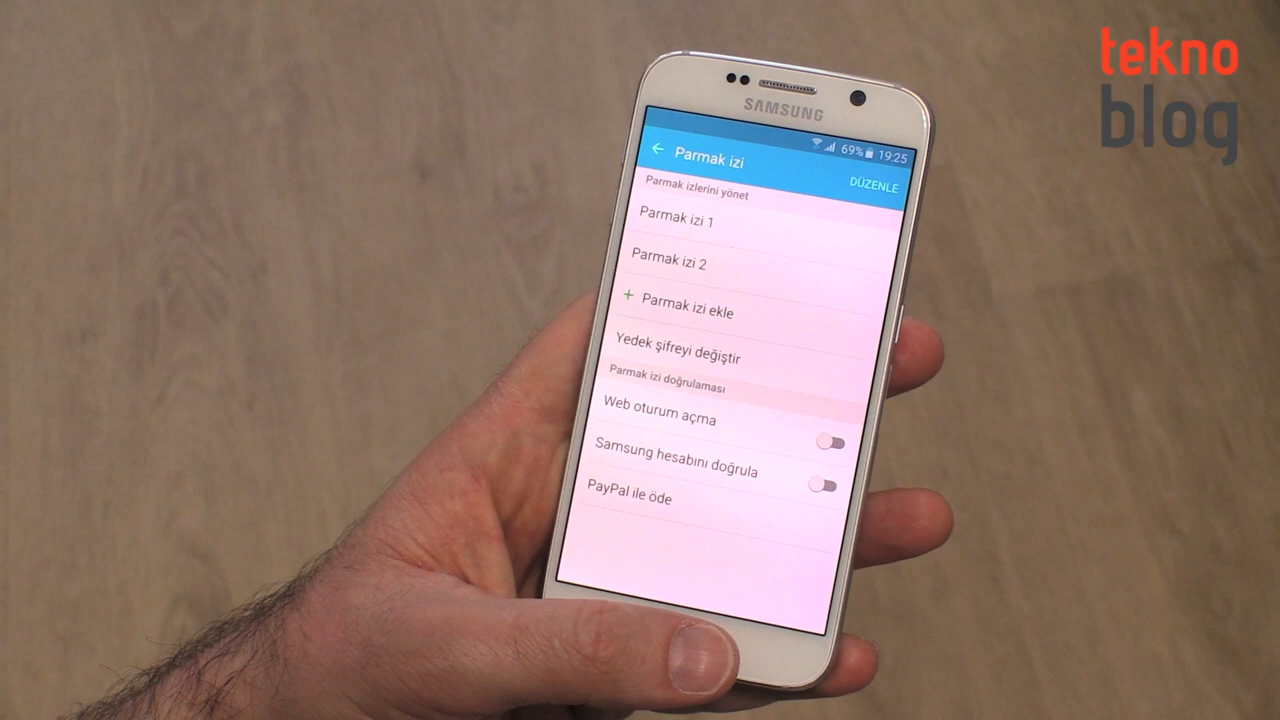 tekno
blog
SAMSUNG
69% 19:25
Parmak izi
DÜZENLE
Parmak izlerini yönet
Parmak izi 1
Parmak izi 2
+ Parmak izi ekle
Yedek şifreyi değiştir
Parmak izi doğrulaması
Web oturum açma
Samsung hesabını doğrula
PayPal ile öde